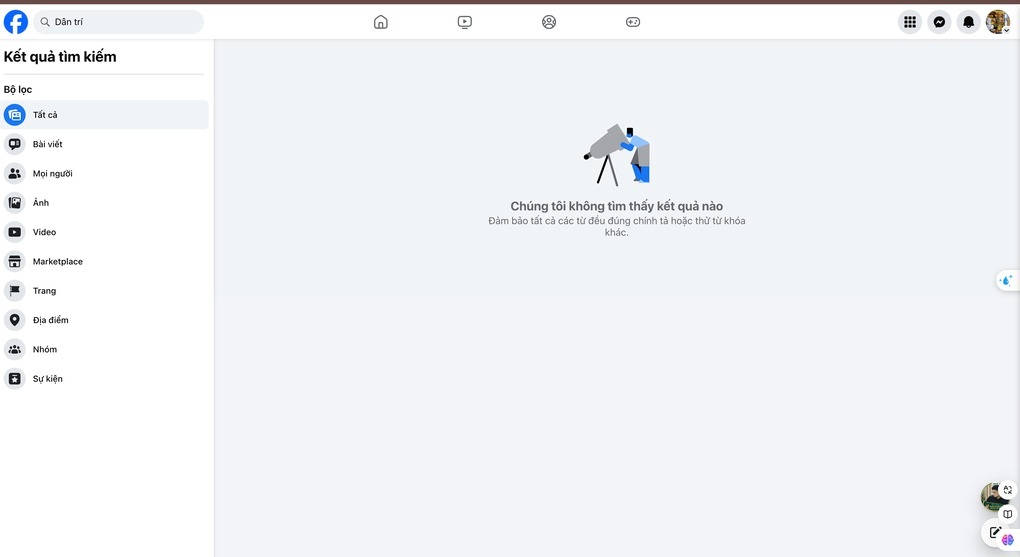 Dân trí
Kết quả tìm kiếm
Bộ lọc
Tất cả
Bài viết
Mọi người
Ảnh
Video
Marketplace
Trang
Địa điểm
Nhóm
Sự kiện
Chúng tôi không tìm thấy kết quả nào
Đảm bảo tất cả các từ đều đúng chính tả hoặc thử từ khóa
khác.